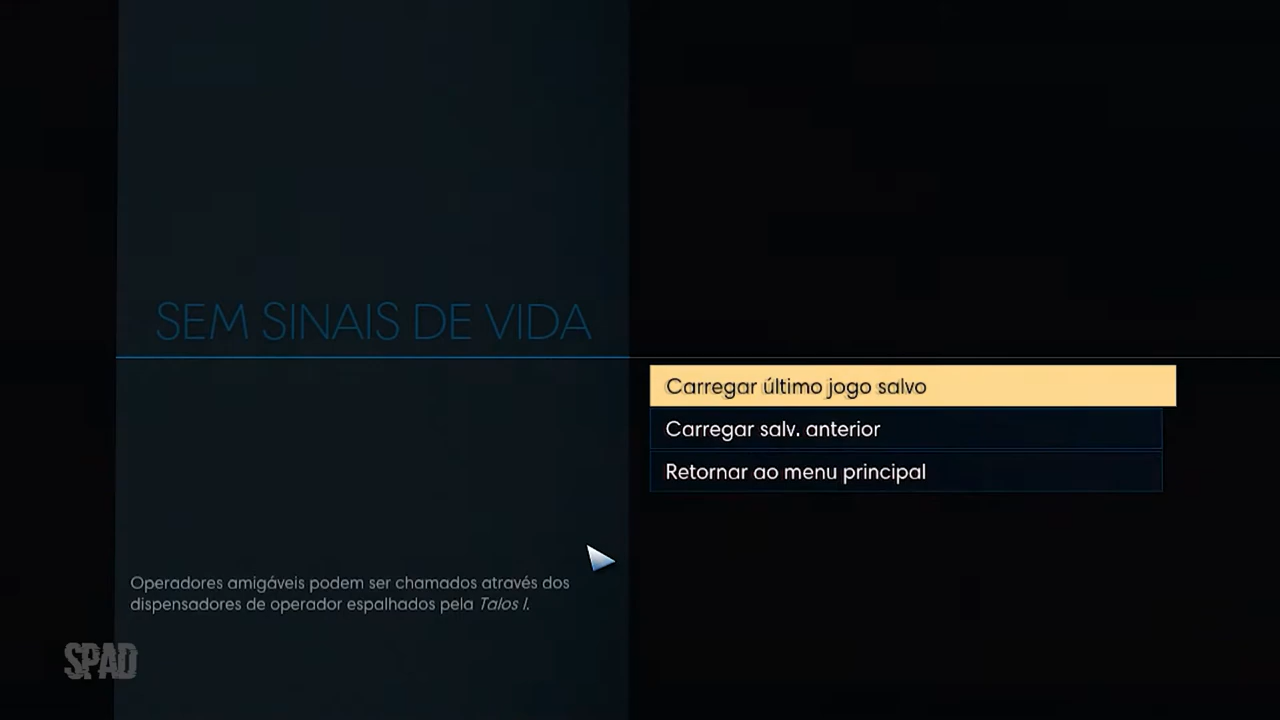 SEM SINAIS DE VIDA
Carregar último jogo salvo
Carregar salv. anterior
Retornar ao menu principal
Operadores amigáveis podem ser chamados através dos
dispensadores de operador espalhados pela Talos I.
SPAD